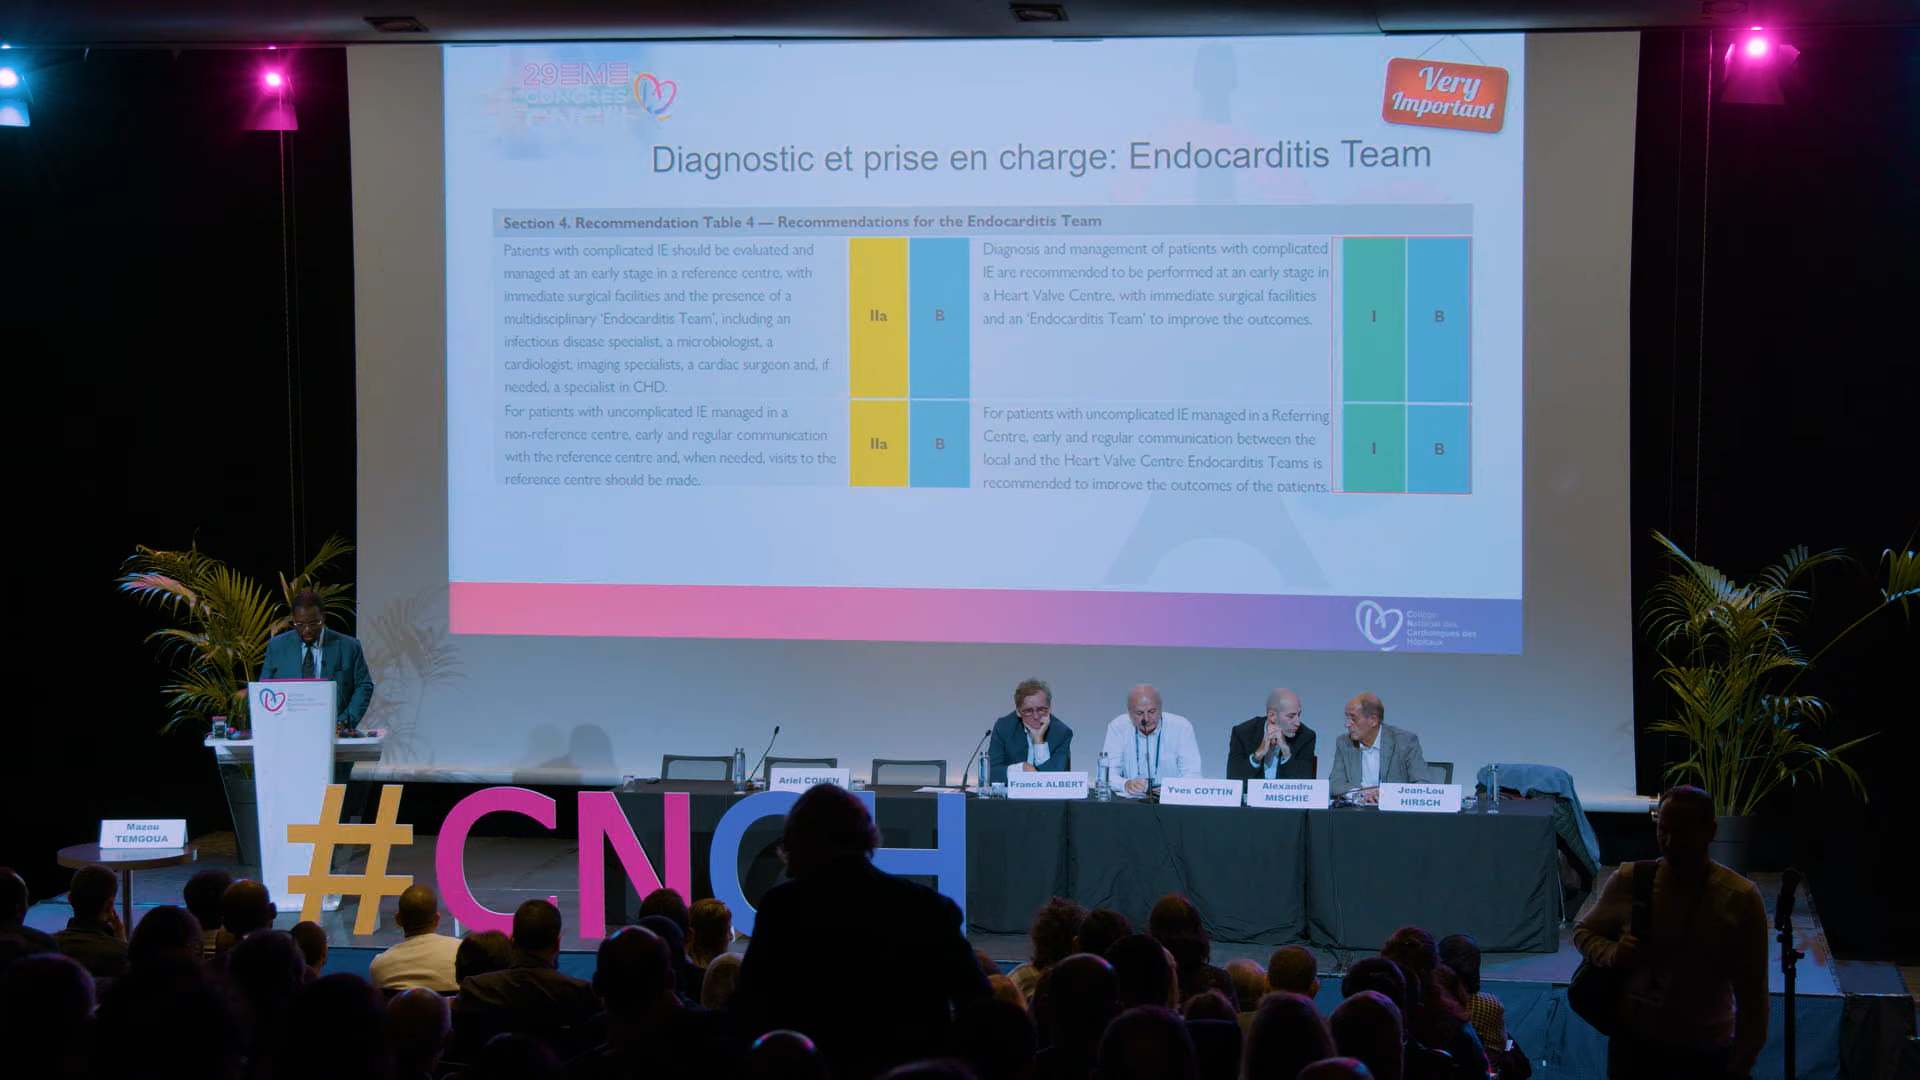 29EME
CONGRES
CNCH
Very
Important
Diagnostic et prise en charge: Endocarditis Team
Section 4. Recommendation Table 4 — Recommendations for the Endocarditis Team
Patients with complicated IE should be evaluated and
managed at an early stage in a reference centre, with
immediate surgical facilities and the presence of a
multidisciplinary ‘Endocarditis Team’, including an
infectious disease specialist, a microbiologist, a
cardiologist, imaging specialists, a cardiac surgeon and, if
needed, a specialist in CHD.
IIa
B
Diagnosis and management of patients with complicated
IE are recommended to be performed at an early stage in
a Heart Valve Centre, with immediate surgical facilities
and an ‘Endocarditis Team’ to improve the outcomes.
I
B
For patients with uncomplicated IE managed in a
non-reference centre, early and regular communication
with the reference centre and, when needed, visits to the
reference centre should be made.
IIa
B
For patients with uncomplicated IE managed in a Referring
Centre, early and regular communication between the
local and the Heart Valve Centre Endocarditis Teams is
recommended to improve the outcomes of the patients.
I
B
Collège
National des
Cardiologues des
Hôpitaux
Ariel COHEN
Franck ALBERT
Yves COTTIN
Alexandru
MISCHIE
Jean-Lou
HIRSCH
Mazou
TEMGOUA
#CNCH